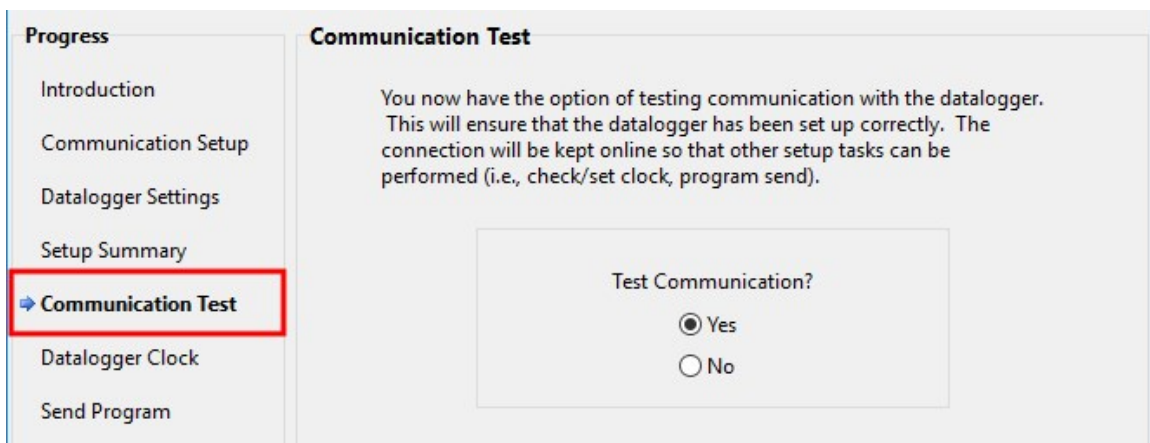 Progress
Introduction
Communication Setup
Datalogger Settings
Setup Summary
Communication Test
Datalogger Clock
Send Program
Communication Test
You now have the option of testing communication with the datalogger.
This will ensure that the datalogger has been set up correctly. The
connection will be kept online so that other setup tasks can be
performed (i.e., check/set clock, program send).
Test Communication?
Yes
No